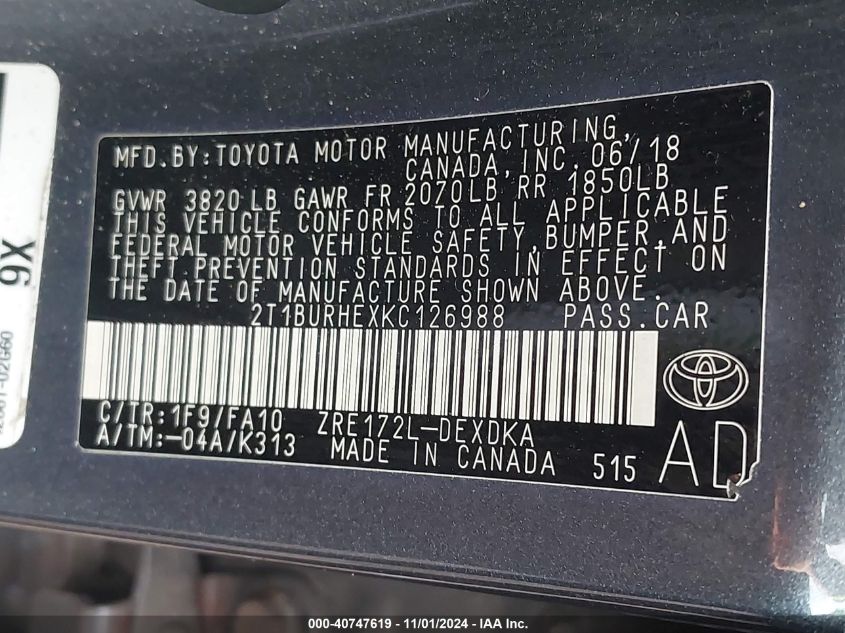 MFD. BY: TOYOTA MOTOR MANUFACTURING,
CANADA, INC. 06/18
GVWR 3820 LB GAWR FR 2070LB RR 1850LB
THIS VEHICLE CONFORMS TO ALL APPLICABLE
FEDERAL MOTOR VEHICLE SAFETY, BUMPER, AND
THEFT PREVENTION STANDARDS IN EFFECT ON
THE DATE OF MANUFACTURE SHOWN ABOVE.
2T1BURHEXKC126988 PASS. CAR
C/TR: 1F9/FA10 ZRE172L-DEXDKA
A/TM: -04A/K313 MADE IN CANADA 515
AD
9X
000-40747619 - 11/01/2024 - IAA Inc.